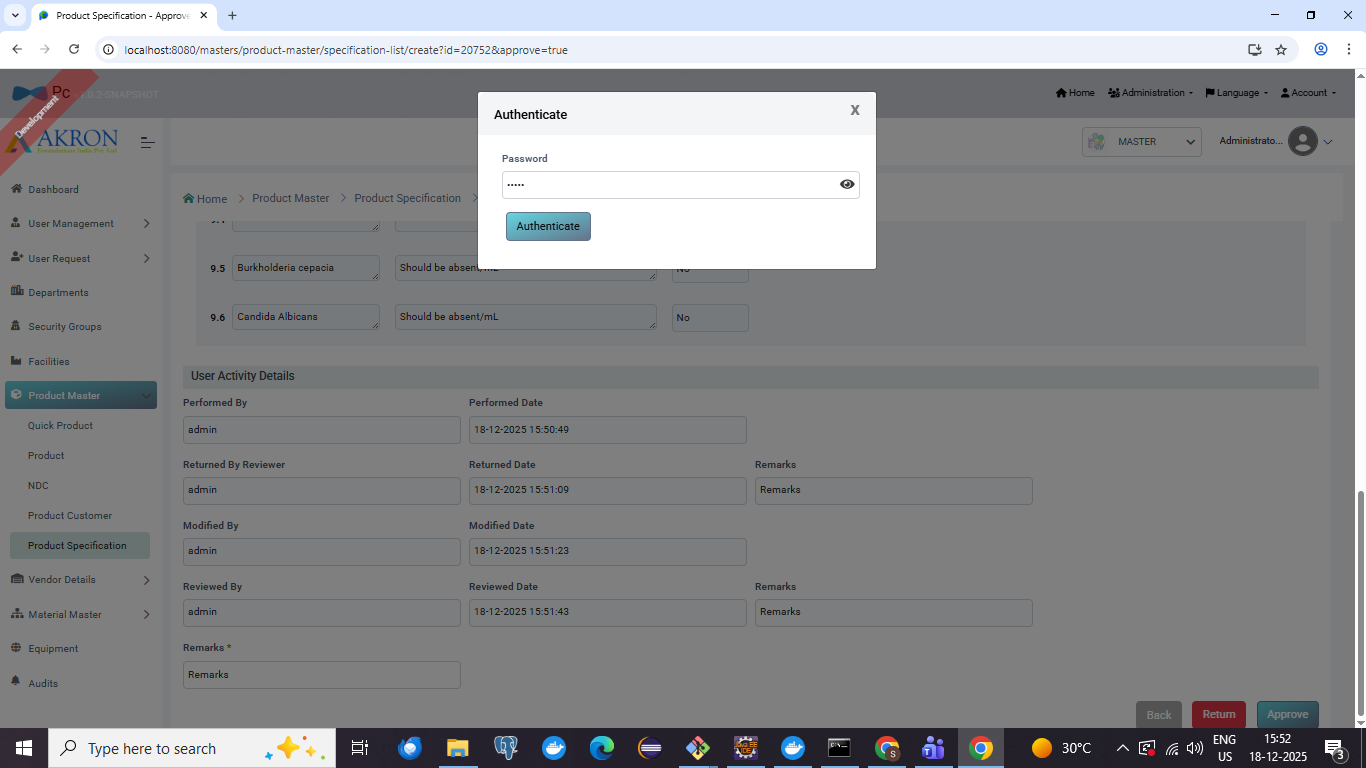 Product Specification - Approve
localhost:8080/masters/product-master/specification-list/create?id=20752&approve=true
Pc
Development
Home
Administration
Language
Account
AKRON
MASTER
Administrato...
Authenticate
X
Password
•••••
Authenticate
Dashboard
User Management
User Request
Departments
Security Groups
Facilities
Product Master
Quick Product
Product
NDC
Product Customer
Product Specification
Vendor Details
Material Master
Equipment
Audits
Home
Product Master
Product Specification
9.5 Burkholderia cepacia Should be absent/mL No
9.6 Candida Albicans Should be absent/mL No
User Activity Details
Performed By Performed Date
admin 18-12-2025 15:50:49
Returned By Reviewer Returned Date Remarks
admin 18-12-2025 15:51:09 Remarks
Modified By Modified Date
admin 18-12-2025 15:51:23
Reviewed By Reviewed Date Remarks
admin 18-12-2025 15:51:43 Remarks
Remarks *
Remarks
Back Return Approve
Type here to search
30°C
ENG
US
15:52
18-12-2025
3